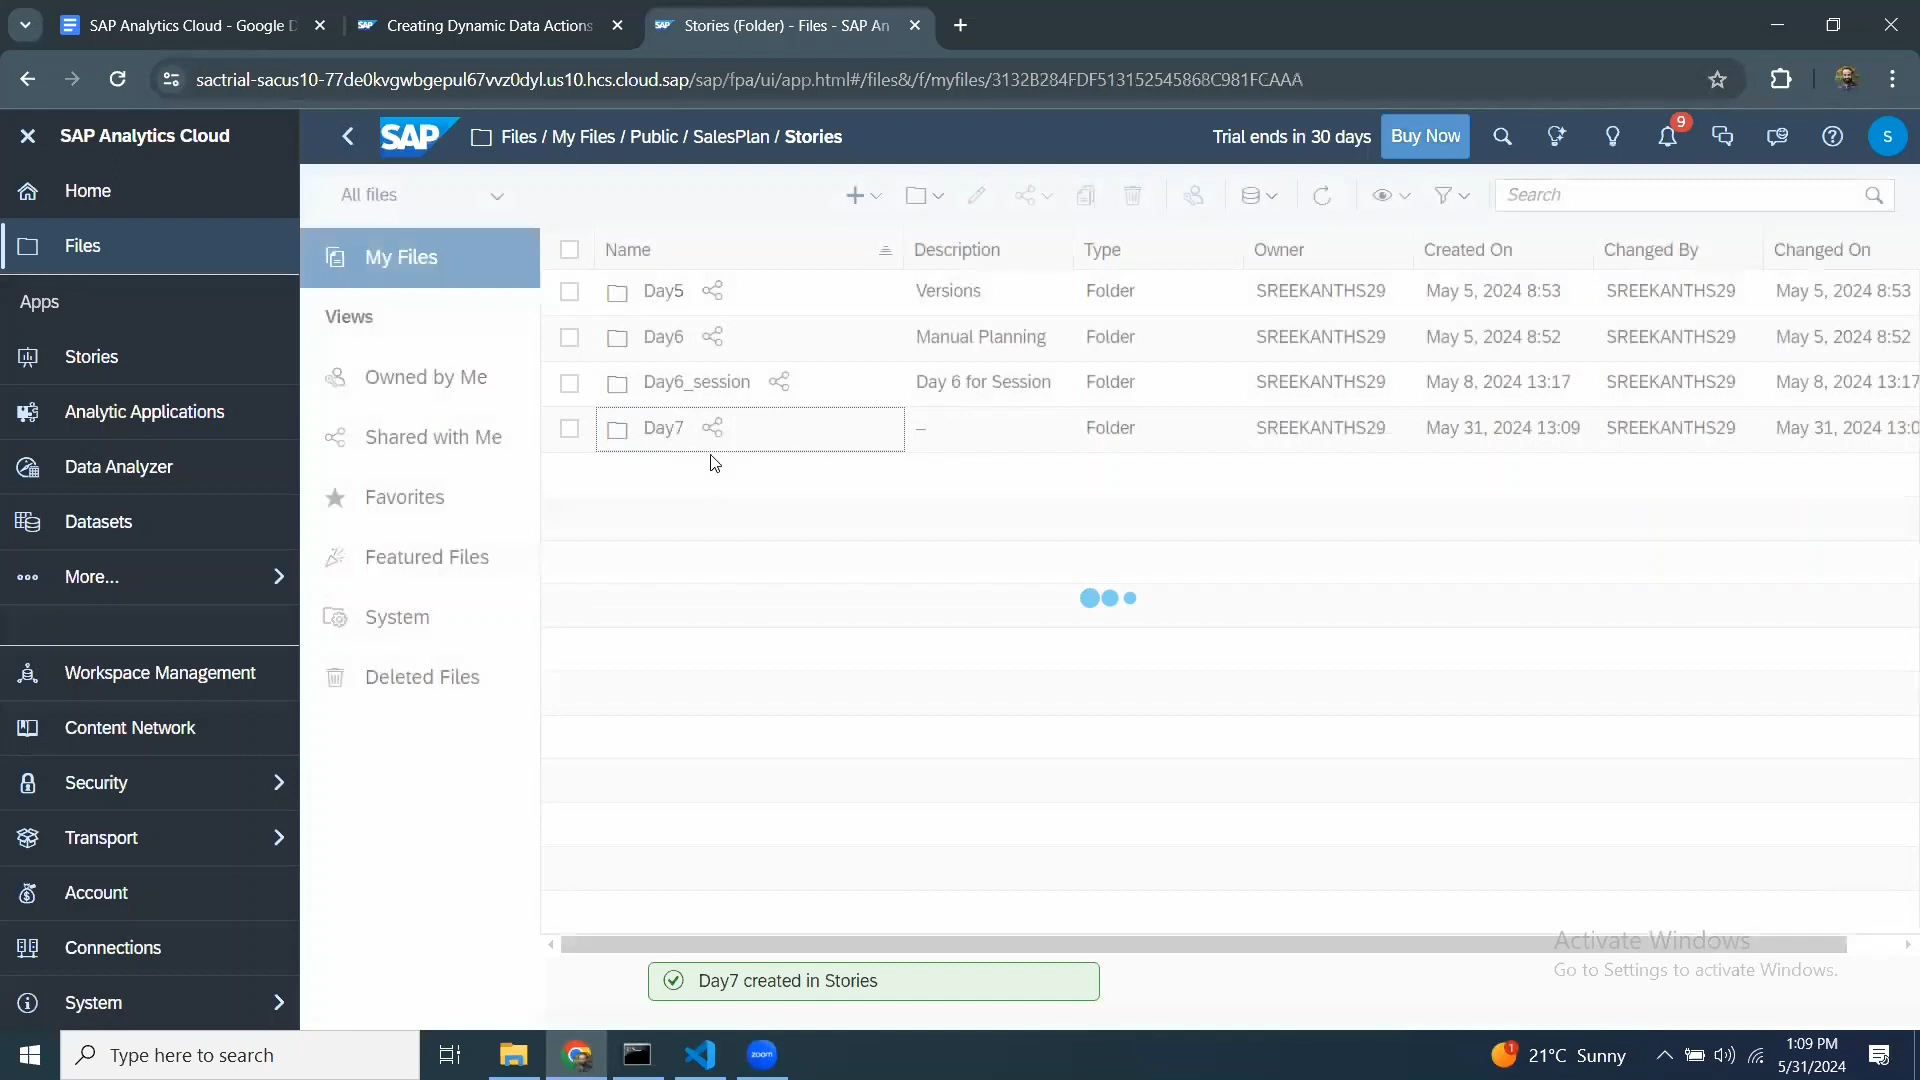 SAP Analytics Cloud - Google D
Creating Dynamic Data Actions
Stories (Folder) - Files - SAP An
sactrial-sacus10-77de0kvgwbgepul67vvz0dyl.us10.hcs.cloud.sap/sap/fpa/ui/app.html#/files&/f/myfiles/3132B284FDF513152545868C981FCAAA
SAP Analytics Cloud
SAP
Files / My Files / Public / SalesPlan / Stories
Trial ends in 30 days
Buy Now
9
S
Home
Files
Apps
Stories
Analytic Applications
Data Analyzer
Datasets
More...
Workspace Management
Content Network
Security
Transport
Account
Connections
System
All files
Search
My Files
Views
Owned by Me
Shared with Me
Favorites
Featured Files
System
Deleted Files
Name Description Type Owner Created On Changed By Changed On
Day5 Versions Folder SREEKANTHS29 May 5, 2024 8:53 SREEKANTHS29 May 5, 2024 8:53
Day6 Manual Planning Folder SREEKANTHS29 May 5, 2024 8:52 SREEKANTHS29 May 5, 2024 8:52
Day6_session Day 6 for Session Folder SREEKANTHS29 May 8, 2024 13:17 SREEKANTHS29 May 8, 2024 13:17
Day7 – Folder SREEKANTHS29 May 31, 2024 13:09 SREEKANTHS29 May 31, 2024 13:0
Day7 created in Stories
Activate Windows
Go to Settings to activate Windows.
Type here to search
zoom
1
21°C Sunny
1:09 PM
5/31/2024